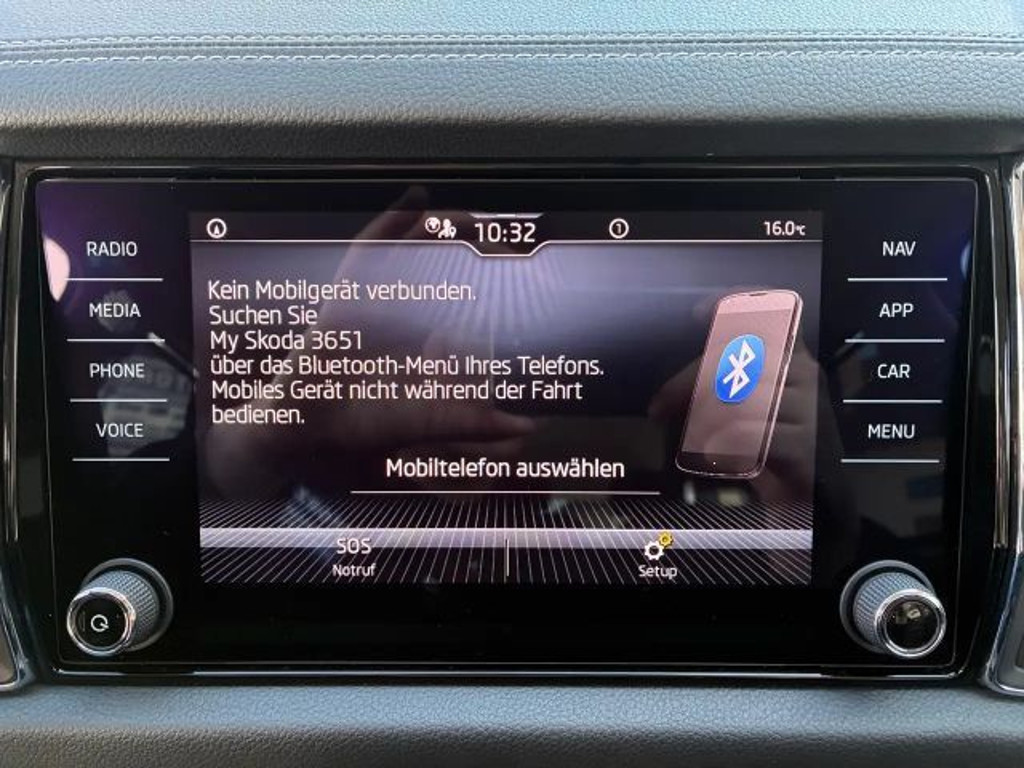 10:32
1
16.0°c
RADIO
MEDIA
PHONE
VOICE
Kein Mobilgerät verbunden.
Suchen Sie
My Skoda 3651
über das Bluetooth-Menü Ihres Telefons.
Mobiles Gerät nicht während der Fahrt
bedienen.
Mobiltelefon auswählen
SOS
Notruf
Setup
NAV
APP
CAR
MENU